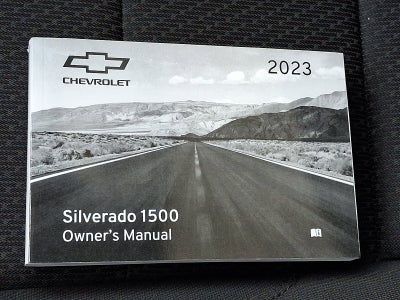 CHEVROLET
2023
Silverado 1500
Owner's Manual